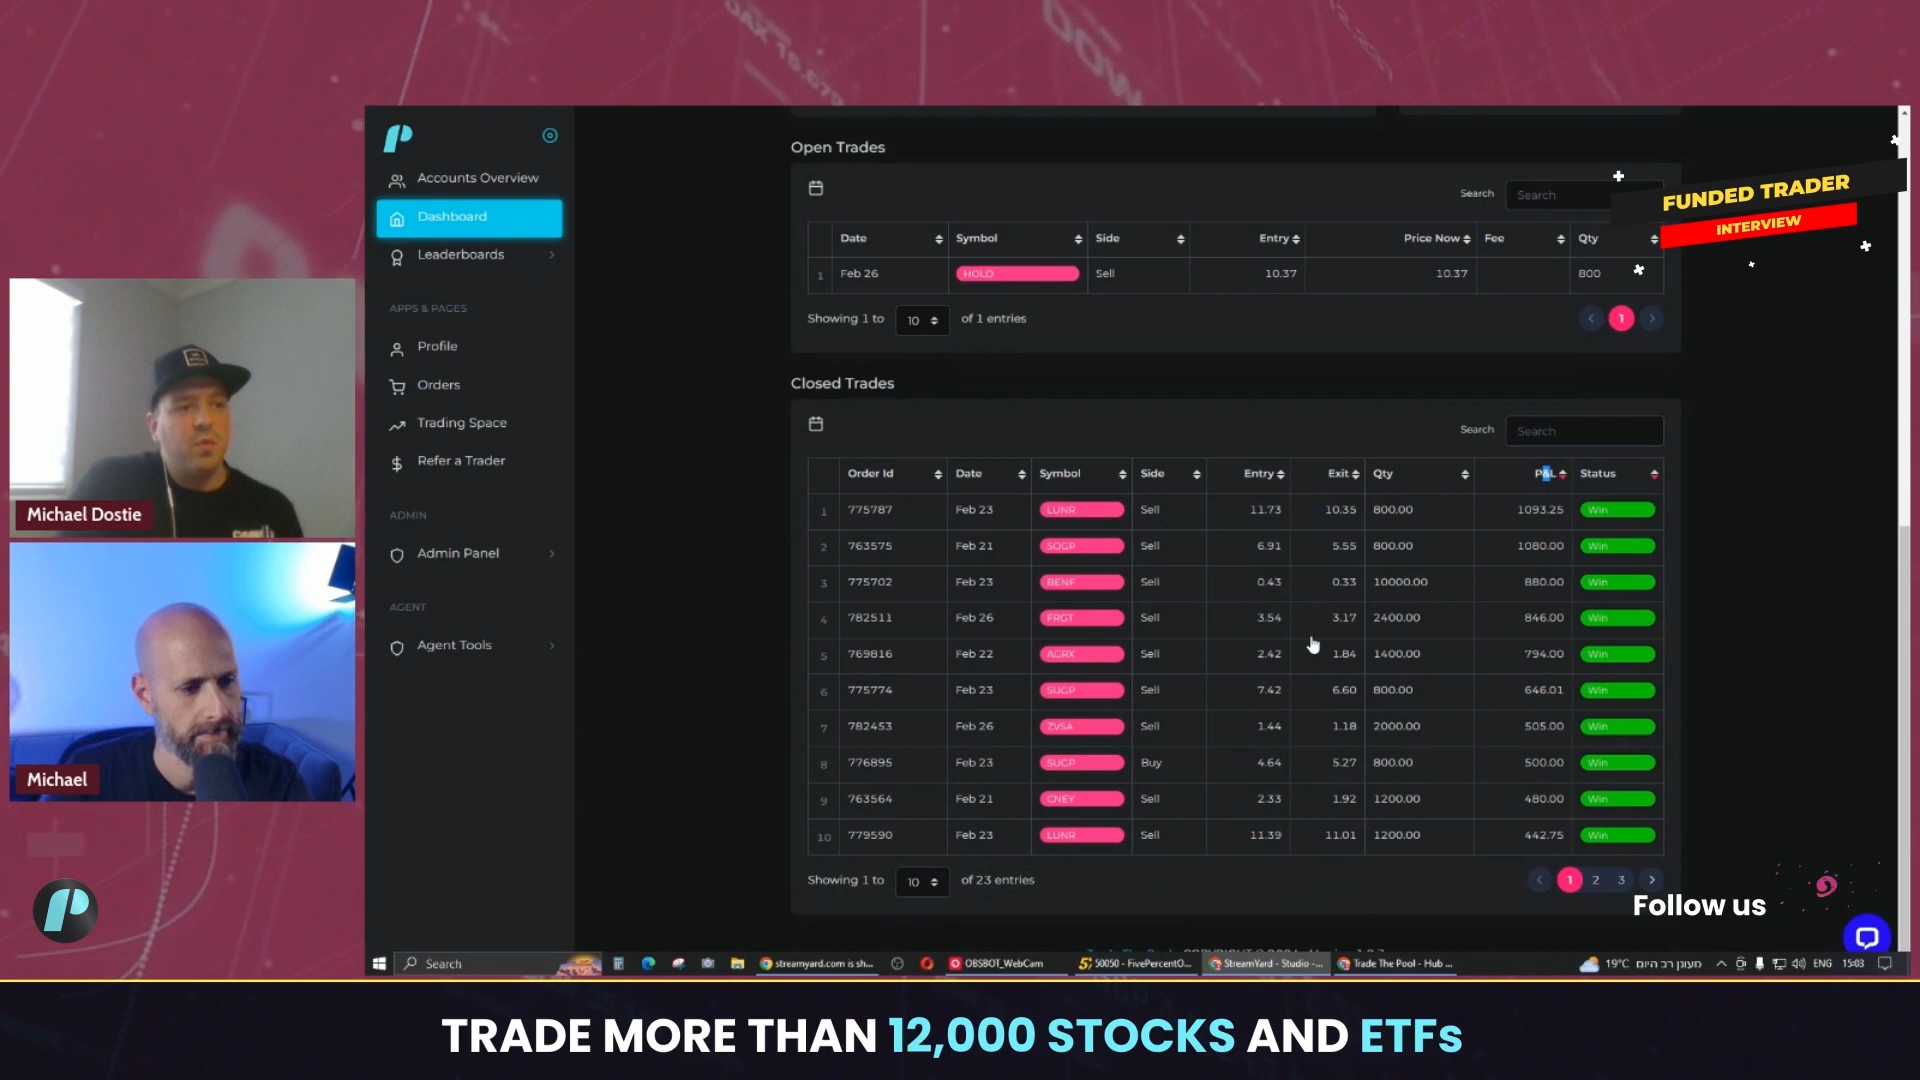 FUNDED TRADER
INTERVIEW
Accounts Overview
Dashboard
Leaderboards
APPS & PAGES
Profile
Orders
Trading Space
Refer a Trader
ADMIN
Admin Panel
AGENT
Agent Tools
Open Trades
Search Search
Date Symbol Side Entry Price Now Fee Qty
1 Feb 26 HOLO Sell 10.37 10.37 800
Showing 1 to 10 of 1 entries
1
Closed Trades
Search Search
Order Id Date Symbol Side Entry Exit Qty P&L Status
1 775787 Feb 23 LUNR Sell 11.73 10.35 800.00 1093.25 Win
2 763575 Feb 21 SOGP Sell 6.91 5.55 800.00 1080.00 Win
3 775702 Feb 23 BENF Sell 0.43 0.33 10000.00 880.00 Win
4 782511 Feb 26 FRGT Sell 3.54 3.17 2400.00 846.00 Win
5 769816 Feb 22 AGRX Sell 2.42 1.84 1400.00 794.00 Win
6 775774 Feb 23 SUGP Sell 7.42 6.60 800.00 646.01 Win
7 782453 Feb 26 ZVSA Sell 1.44 1.18 2000.00 505.00 Win
8 776895 Feb 23 SUGP Buy 4.64 5.27 800.00 500.00 Win
9 763564 Feb 21 CNEY Sell 2.33 1.92 1200.00 480.00 Win
10 779590 Feb 23 LUNR Sell 11.39 11.01 1200.00 442.75 Win
Showing 1 to 10 of 23 entries
1 2 3
Michael Dostie
Michael
Follow us
Search streamyard.com is sh... OBSBOT_WebCam 50050 - FivePercentO... StreamYard - Studio -... Trade The Pool - Hub ... 19°C מעונן רב היום ENG 15:03
TRADE MORE THAN 12,000 STOCKS AND ETFs